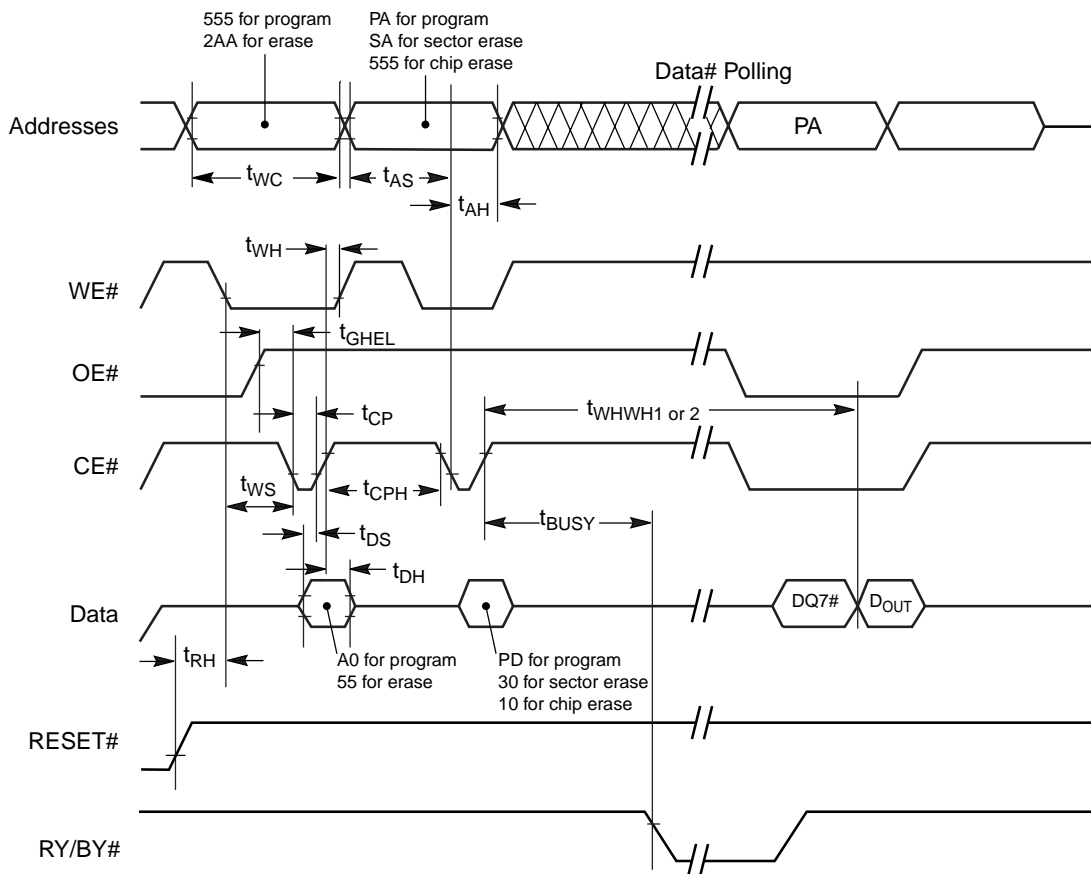 555 for program
2AA for erase
PA for program
SA for sector erase
555 for chip erase
Data# Polling
Addresses
PA
tWC
tAS
tAH
tWH
WE#
tGHEL
OE#
tWHWH1 or 2
tCP
CE#
tWS
tCPH
tBUSY
tDS
tDH
Data
DQ7#
DOUT
tRH
A0 for program
55 for erase
PD for program
30 for sector erase
10 for chip erase
RESET#
RY/BY#